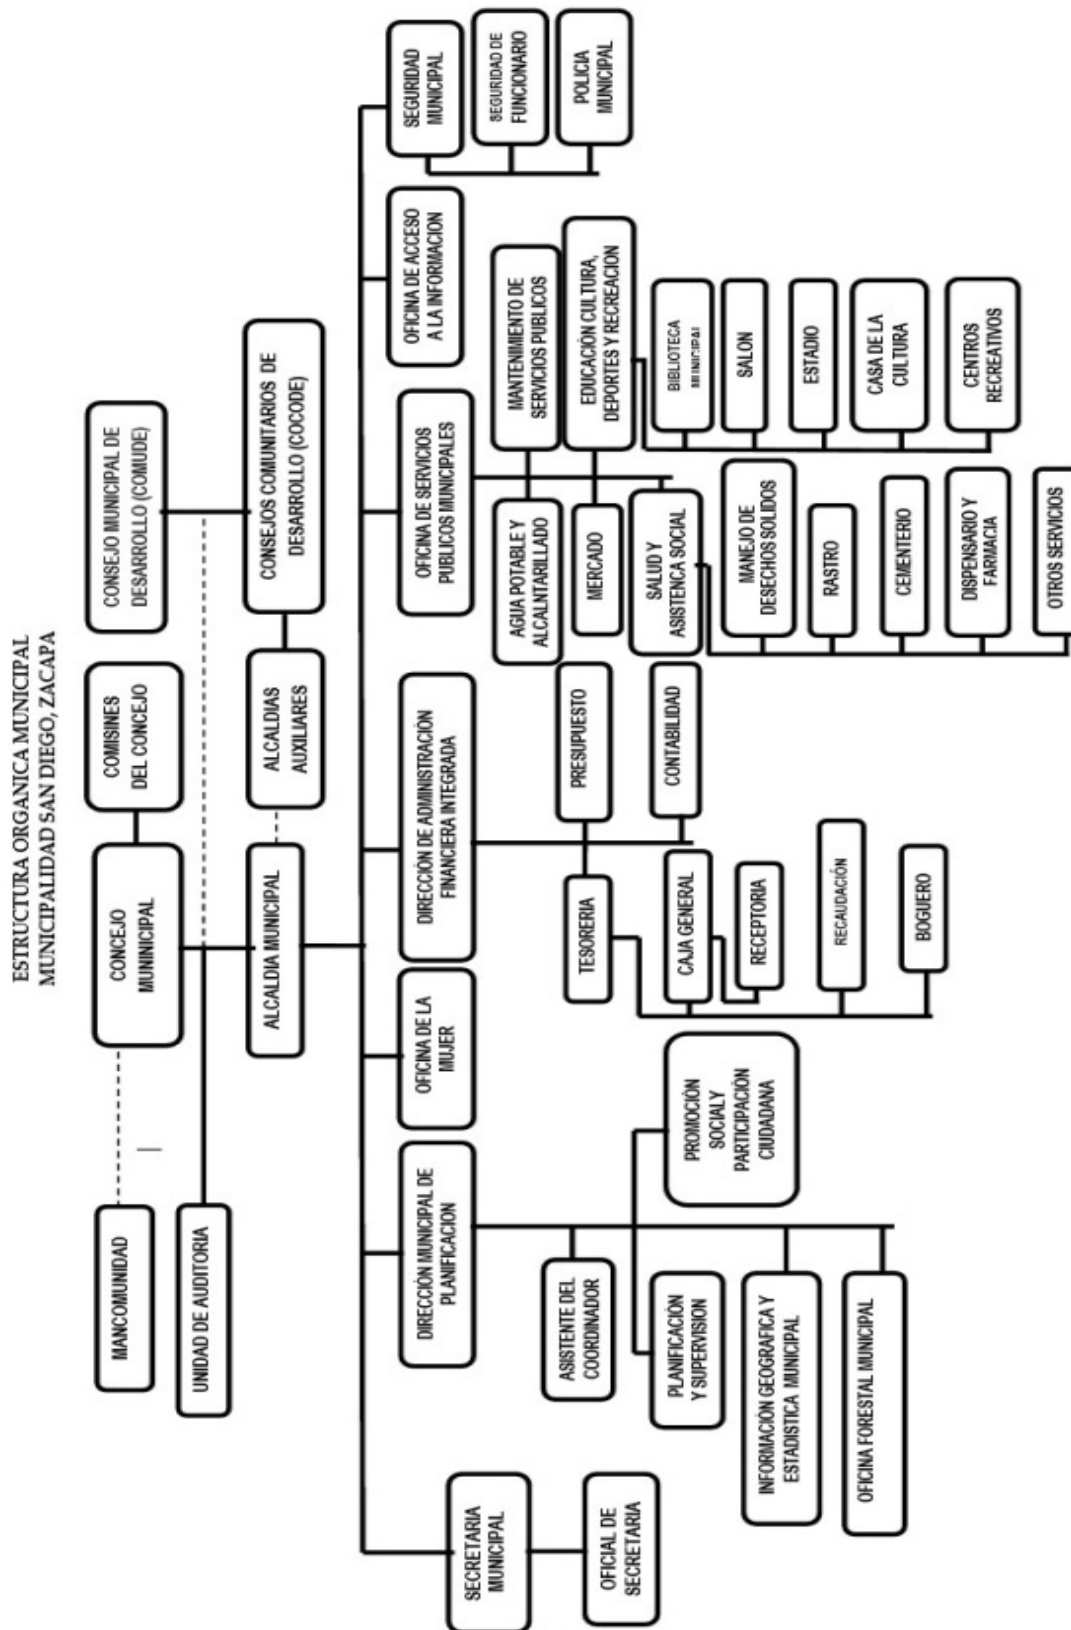 ESTRUCTURA ORGANICA MUNICIPAL
MUNICIPALIDAD SAN DIEGO, ZACAPA
MANCOMUNIDAD
CONCEJO
MUNINICIPAL
COMISINES
DEL CONCEJO
CONSEJO MUNICIPAL DE
DESARROLLO (COMUDE)
UNIDAD DE AUDITORIA
ALCALDIA MUNICIPAL
ALCALDIAS
AUXILIARES
CONSEJOS COMUNITARIOS DE
DESARROLLO (COCODE)
SECRETARIA
MUNICIPAL
OFICIAL DE
SECRETARIA
DIRECCIÓN MUNICIPAL DE
PLANIFICACION
ASISTENTE DEL
COORDINADOR
PLANIFICACIÓN
Y SUPERVISION
PROMOCIÓN
SOCIALY
PARTICIPACIÓN
CIUDADANA
INFORMACIÓN GEOGRAFICA Y
ESTADISTICA MUNICIPAL
OFICINA FORESTAL MUNICIPAL
OFICINA DE LA
MUJER
DIRECCIÓN DE ADMINISTRACIÓN
FINANCIERA INTEGRADA
TESORERIA
PRESUPUESTO
CONTABILIDAD
CAJA GENERAL
RECEPTORIA
RECAUDACIÓN
BOGUERO
OFICINA DE SERVICIOS
PUBLICOS MUNICIPALES
AGUA POTABLE Y
ALCALNTARILLADO
MANTENIMIENTO DE
SERVICIOS PUBLICOS
MERCADO
EDUCACIÓN CULTURA,
DEPORTES Y RECREACION
SALUD Y
ASISTENCA SOCIAL
MANEJO DE
DESECHOS SOLIDOS
RASTRO
CEMENTERIO
DISPENSARIO Y
FARMACIA
OTROS SERVICIOS
BIBLIOTECA
MUNICIPAL
SALON
ESTADIO
CASA DE LA
CULTURA
CENTROS
RECREATIVOS
OFICINA DE ACCESO
A LA INFORMACION
SEGURIDAD
MUNICIPAL
SEGURIDAD DE
FUNCIONARIO
POLICIA
MUNICIPAL